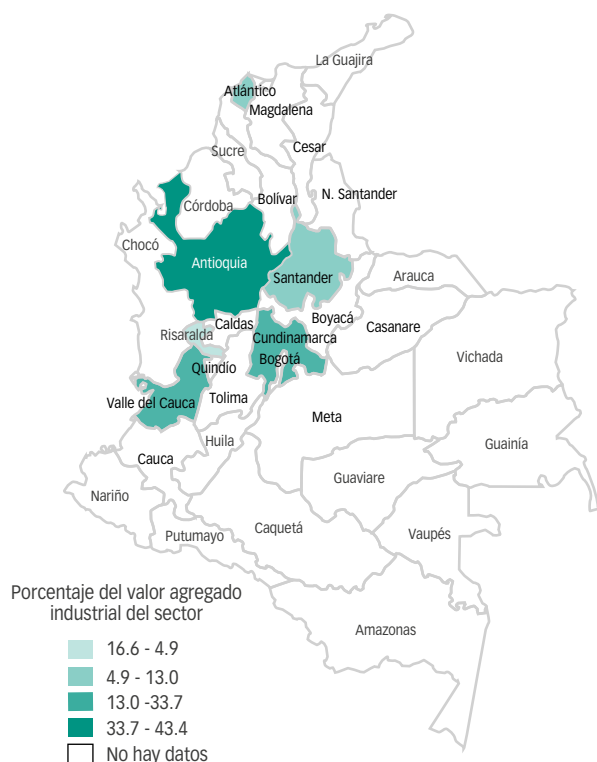 La Guajira
Atlántico
Magdalena
Cesar
Sucre
N. Santander
Bolívar
Córdoba
Chocó
Antioquia
Santander
Arauca
Boyacá
Caldas
Casanare
Risaralda
Cundinamarca
Vichada
Bogotá
Quindío
Tolima
Valle del Cauca
Meta
Huila
Guainía
Cauca
Guaviare
Nariño
Caquetá
Putumayo
Vaupés
Amazonas
Porcentaje del valor agregado
industrial del sector
16.6 - 4.9
4.9 - 13.0
13.0 -33.7
33.7 - 43.4
No hay datos